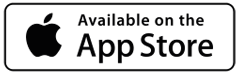 Available on the
App Store